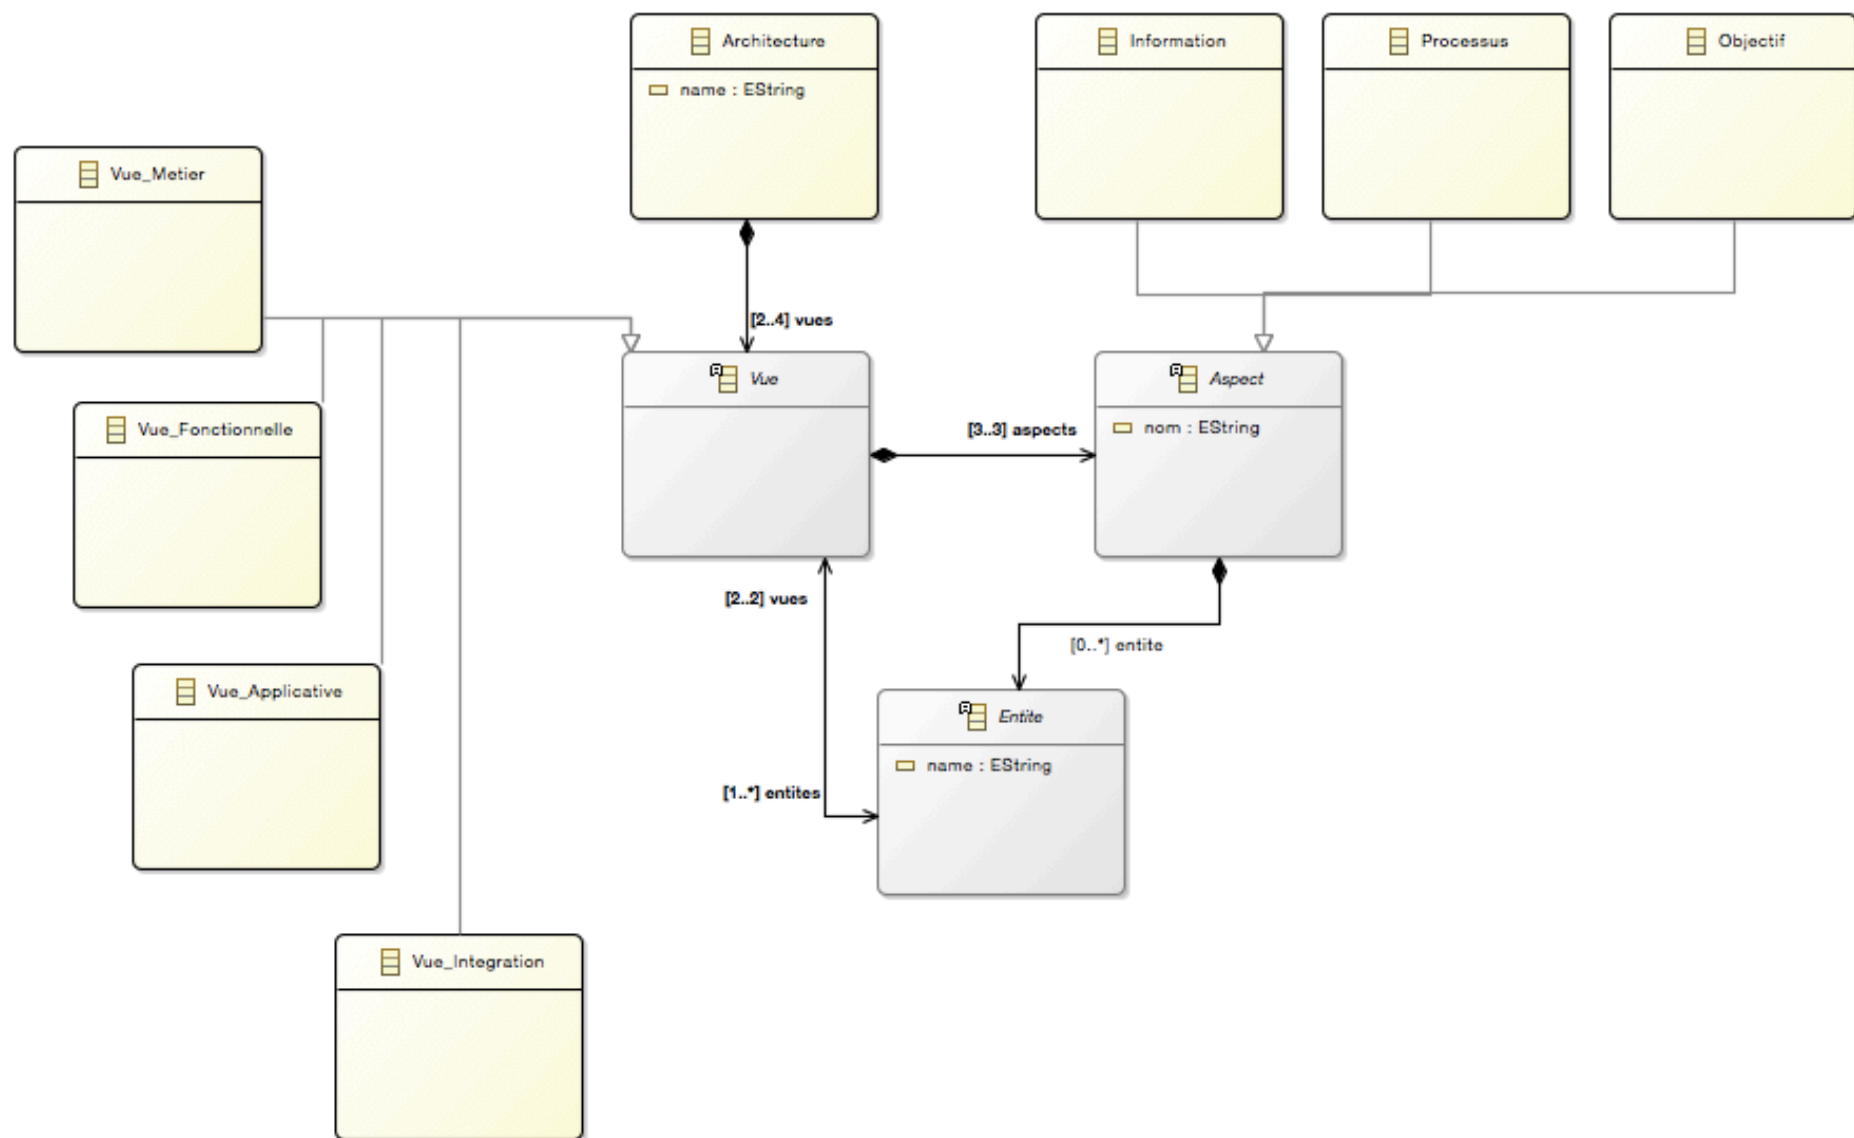 Architecture
name : EString
Information
Processus
Objectif
Vue_Metier
[2..4] vues
Vue
Aspect
nom : EString
[3..3] aspects
Vue_Fonctionnelle
[2..2] vues
[0..*] entite
Vue_Applicative
Entite
name : EString
[1..*] entites
Vue_Integration